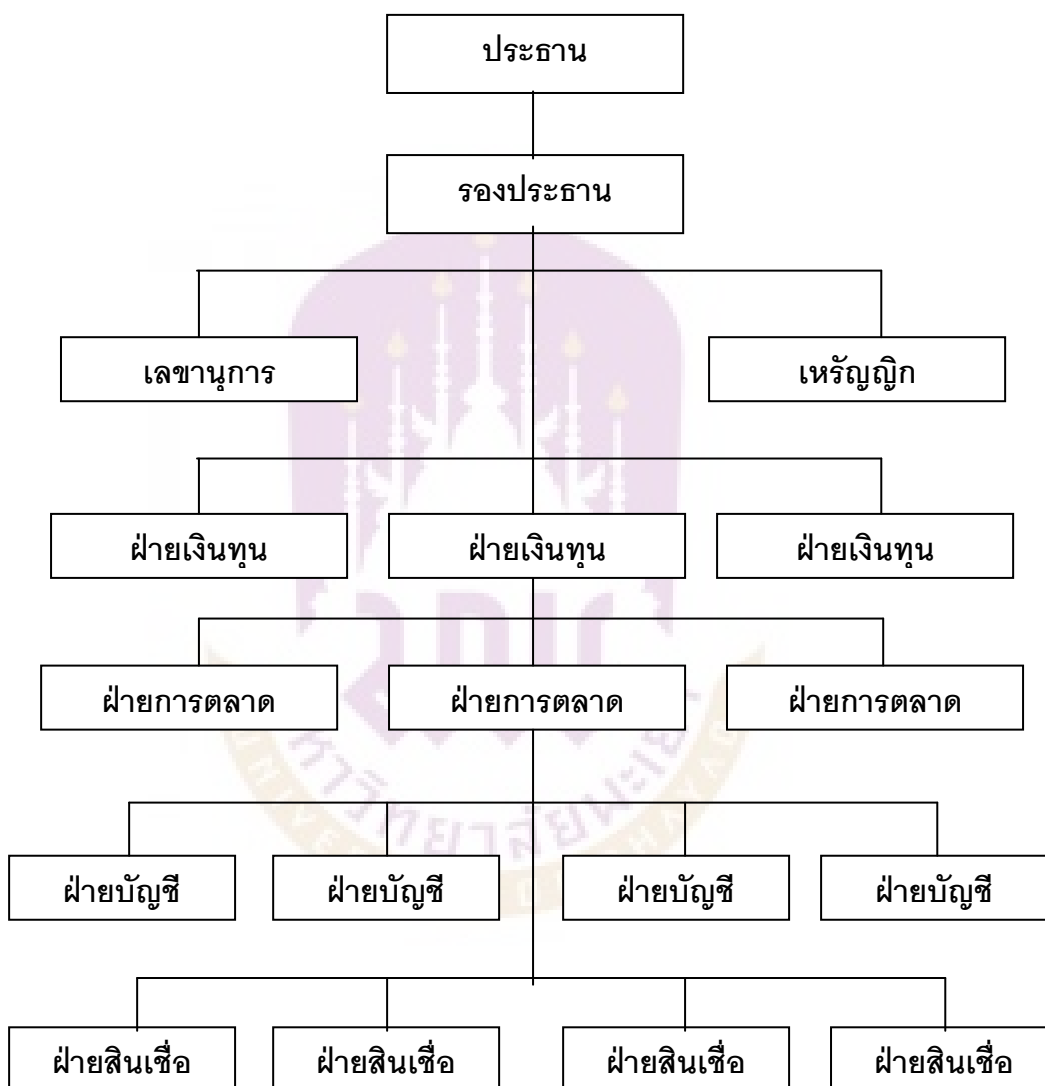 ประธาน
รองประธาน
เลขานุการ เหรัญญิก
ฝ่ายเงินทุน ฝ่ายเงินทุน ฝ่ายเงินทุน
ฝ่ายการตลาด ฝ่ายการตลาด ฝ่ายการตลาด
ฝ่ายบัญชี ฝ่ายบัญชี ฝ่ายบัญชี ฝ่ายบัญชี
ฝ่ายสินเชื่อ ฝ่ายสินเชื่อ ฝ่ายสินเชื่อ ฝ่ายสินเชื่อ